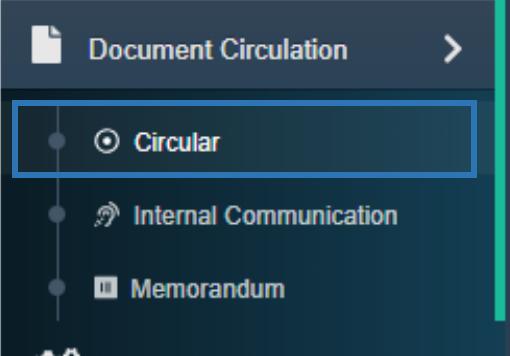 Document Circulation
Circular
Internal Communication
Memorandum